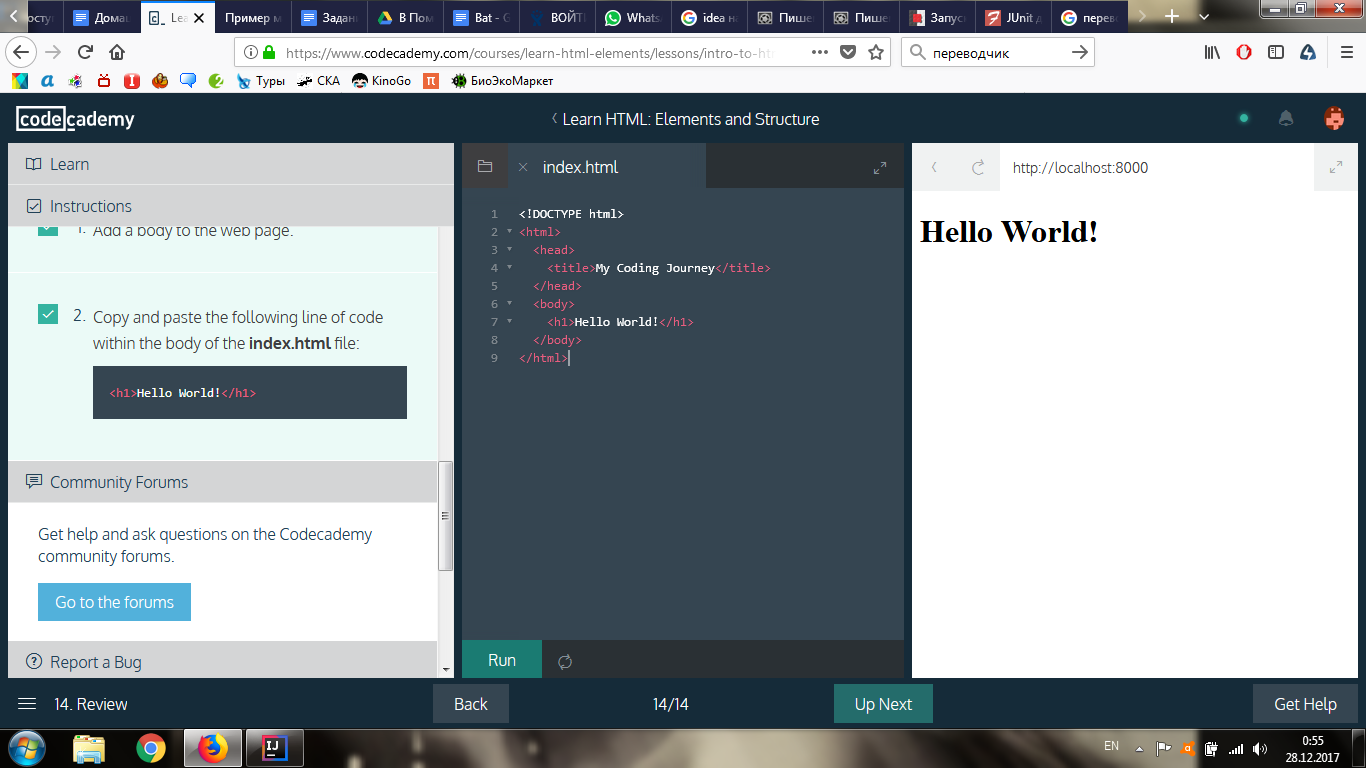 Дома
Lea
Пример м
Задан
В Пом
Bat - G
ВОЙТІ
Whats
idea на
Пише
Пише
Запус
JUnit д
перев
https://www.codecademy.com/courses/learn-html-elements/lessons/intro-to-ht
переводчик
Туры
СКА
KinoGo
БиоЭкоМаркет
codecademy
Learn HTML: Elements and Structure
Learn
Instructions
1. Add a body to the web page.
2. Copy and paste the following line of code
within the body of the index.html file:
<h1>Hello World!</h1>
Community Forums
Get help and ask questions on the Codecademy
community forums.
Go to the forums
Report a Bug
index.html
1 <!DOCTYPE html>
2 <html>
3 <head>
4 <title>My Coding Journey</title>
5 </head>
6 <body>
7 <h1>Hello World!</h1>
8 </body>
9 </html>
Run
http://localhost:8000
Hello World!
14. Review
Back
14/14
Up Next
Get Help
EN
0:55
28.12.2017